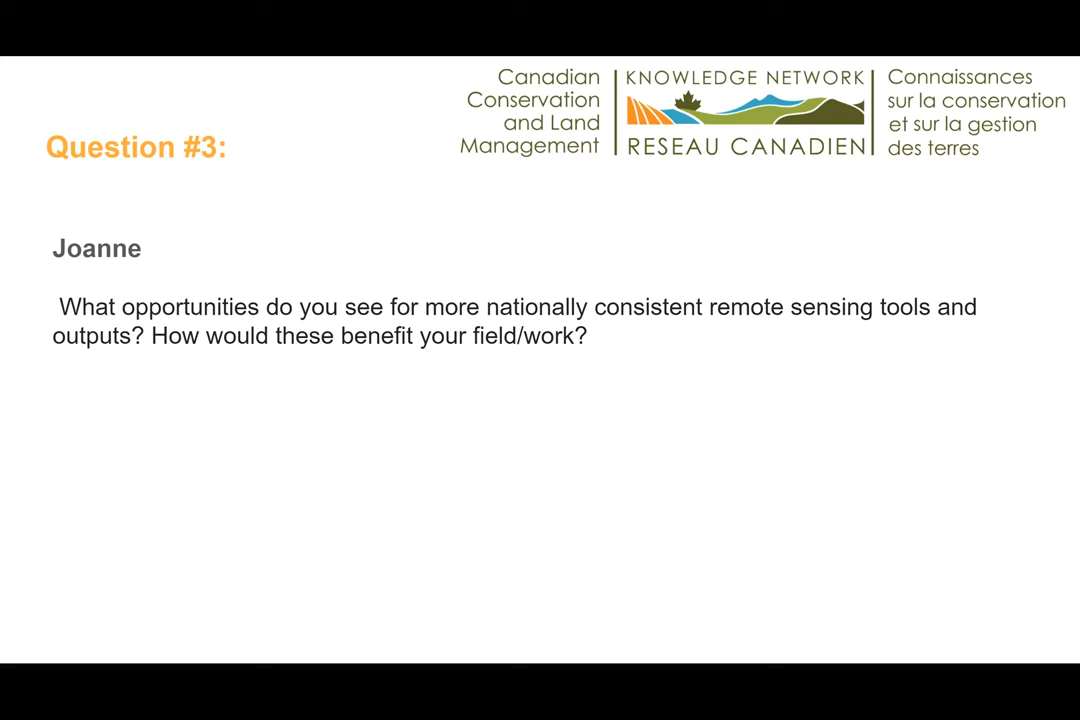 Canadian
Conservation
and Land
Management
KNOWLEDGE NETWORK
RESEAU CANADIEN
Connaissances
sur la conservation
et sur la gestion
des terres
Question #3:
Joanne
What opportunities do you see for more nationally consistent remote sensing tools and
outputs? How would these benefit your field/work?